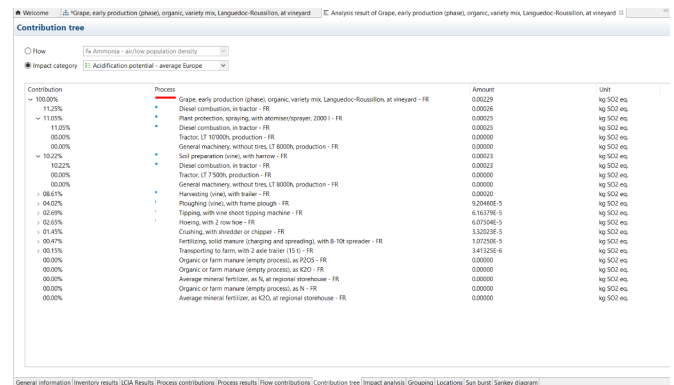 Welcome *Grape, early production (phase), organic, variety mix, Languedoc-Roussillon, at vineyard Analysis result of Grape, early production (phase), organic, variety mix, Languedoc-Roussillon, at vineyard
Contribution tree
Flow Ammonia - air/low population density
Impact category Acidification potential - average Europe
Contribution Process Amount Unit
100.00% Grape, early production (phase), organic, variety mix, Languedoc-Roussillon, at vineyard - FR 0.00229 kg SO2 eq.
11.25% Diesel combustion, in tractor - FR 0.00026 kg SO2 eq.
11.05% Plant protection, spraying, with atomiser/sprayer, 2000 l - FR 0.00025 kg SO2 eq.
11.05% Diesel combustion, in tractor - FR 0.00025 kg SO2 eq.
00.00% Tractor, LT 10'000h, production - FR 0.00000 kg SO2 eq.
00.00% General machinery, without tires, LT 8000h, production - FR 0.00000 kg SO2 eq.
10.22% Soil preparation (vine), with harrow - FR 0.00023 kg SO2 eq.
10.22% Diesel combustion, in tractor - FR 0.00023 kg SO2 eq.
00.00% Tractor, LT 7'500h, production - FR 0.00000 kg SO2 eq.
00.00% General machinery, without tires, LT 8000h, production - FR 0.00000 kg SO2 eq.
08.61% Harvesting (vine), with trailer - FR 0.00020 kg SO2 eq.
04.02% Ploughing (vine), with frame plough - FR 9.20460E-5 kg SO2 eq.
02.69% Tipping, with vine shoot tipping machine - FR 6.16379E-5 kg SO2 eq.
02.65% Hoeing, with 2 row hoe - FR 6.07504E-5 kg SO2 eq.
01.45% Crushing, with shredder or chipper - FR 3.32023E-5 kg SO2 eq.
00.47% Fertilizing, solid manure (charging and spreading), with 8-10t spreader - FR 1.07250E-5 kg SO2 eq.
00.15% Transporting to farm, with 2 axle trailer (15 t) - FR 3.41325E-6 kg SO2 eq.
00.00% Organic or farm manure (empty process), as P2O5 - FR 0.00000 kg SO2 eq.
00.00% Organic or farm manure (empty process), as K2O - FR 0.00000 kg SO2 eq.
00.00% Average mineral fertilizer, as N, at regional storehouse - FR 0.00000 kg SO2 eq.
00.00% Organic or farm manure (empty process), as N - FR 0.00000 kg SO2 eq.
00.00% Average mineral fertilizer, as K2O, at regional storehouse - FR 0.00000 kg SO2 eq.
General information Inventory results LCIA Results Process contributions Process results Flow contributions Contribution tree Impact analysis Grouping Locations Sun burst Sankey diagram